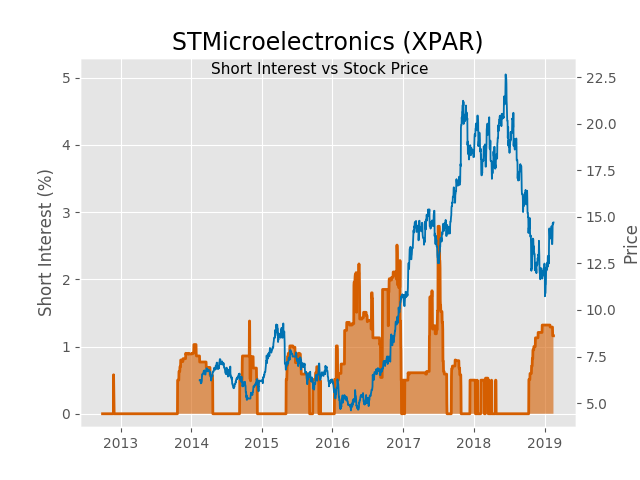 STMicroelectronics (XPAR)
Short Interest vs Stock Price
Short Interest (%)
5
4
3
2
1
0
22.5
20.0
17.5
15.0
12.5
10.0
7.5
5.0
Price
2013 2014 2015 2016 2017 2018 2019